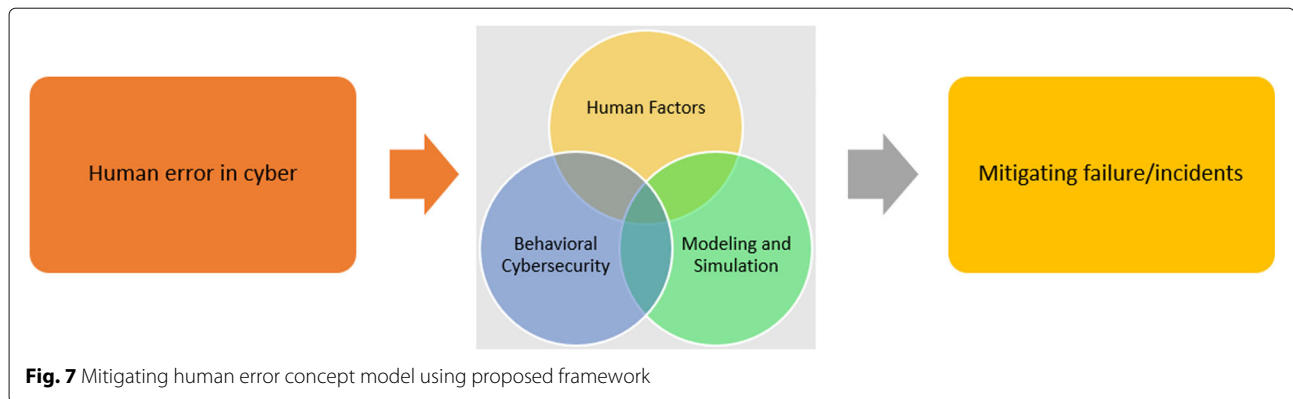 Human Factors
Human error in cyber
Mitigating failure/incidents
Behavioral
Cybersecurity
Modeling and
Simulation
Fig. 7 Mitigating human error concept model using proposed framework